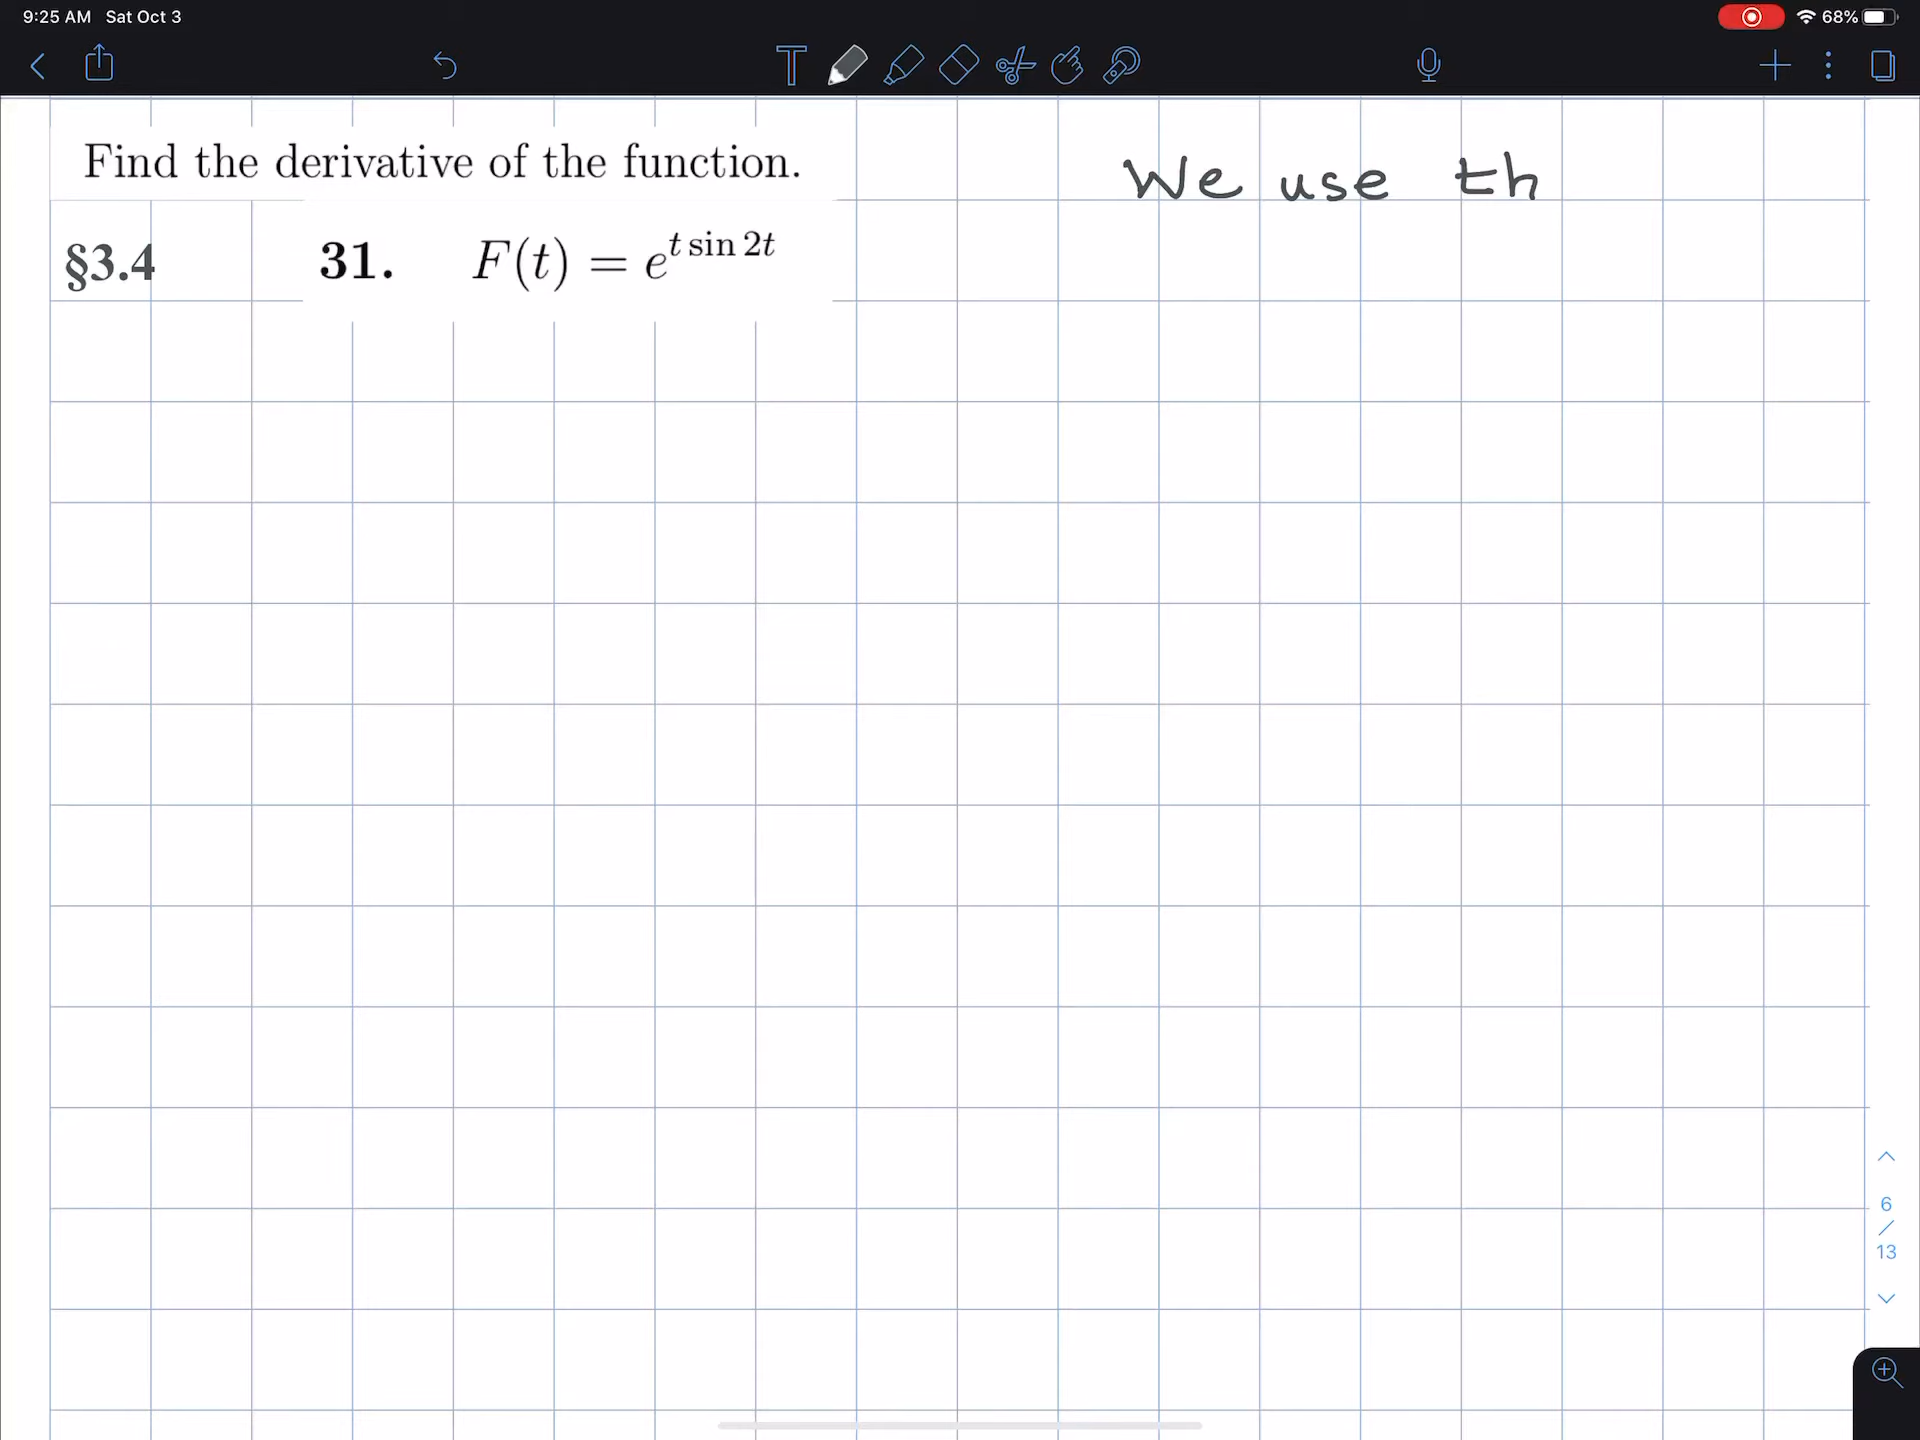 9:25 AM Sat Oct 3
68%
Find the derivative of the function.
We use th
§3.4 31. F(t) = e^{t sin 2t}
6
/
13